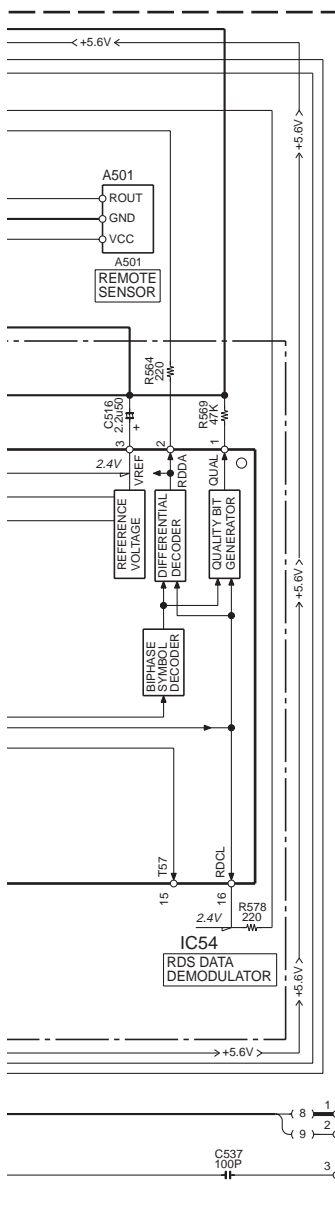 +5.6V
+5.6V
A501
ROUT
GND
VCC
A501
REMOTE
SENSOR
R564
220
C516
2.2u50
+
R569
47K
3
2
1
2.4V
VREF
RDDA
QUAL
REFERENCE
VOLTAGE
DIFFERENTIAL
DECODER
QUALITY BIT
GENERATOR
+5.6V
BIPHASE
SYMBOL
DECODER
T57
RDCL
15
16
R578
220
2.4V
IC54
RDS DATA
DEMODULATOR
+5.6V
+5.6V
8
1
9
2
C537
100P
3